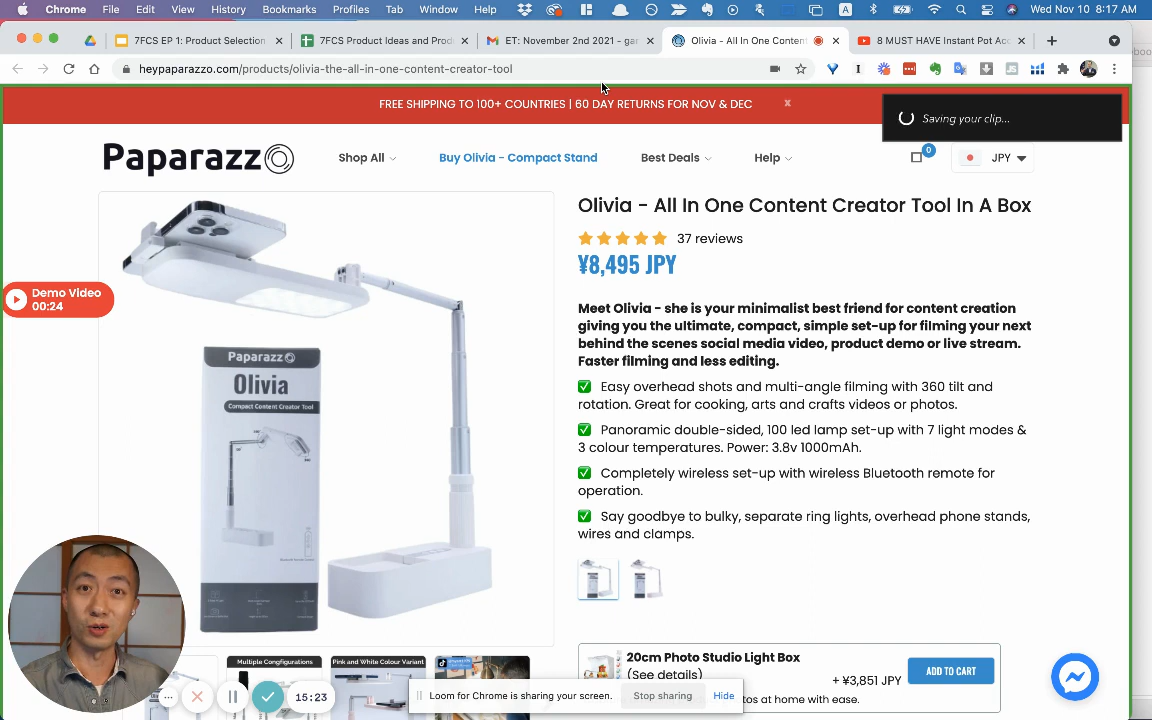 Chrome File Edit View History Bookmarks Profiles Tab Window Help A Wed Nov 10 8:17 AM
7FCS EP 1: Product Selection
7FCS Product Ideas and Prod
ET: November 2nd 2021 - gar
Olivia - All In One Content
8 MUST HAVE Instant Pot Acc
heypaparazzo.com/products/olivia-the-all-in-one-content-creator-tool
FREE SHIPPING TO 100+ COUNTRIES | 60 DAY RETURNS FOR NOV & DEC x
Saving your clip...
Paparazzo
Shop All
Buy Olivia - Compact Stand
Best Deals
Help
0
JPY
Olivia - All In One Content Creator Tool In A Box
37 reviews
¥8,495 JPY
Demo Video
00:24
Meet Olivia - she is your minimalist best friend for content creation
giving you the ultimate, compact, simple set-up for filming your next
behind the scenes social media video, product demo or live stream.
Faster filming and less editing.
Easy overhead shots and multi-angle filming with 360 tilt and
rotation. Great for cooking, arts and crafts videos or photos.
Panoramic double-sided, 100 led lamp set-up with 7 light modes &
3 colour temperatures. Power: 3.8v 1000mAh.
Completely wireless set-up with wireless Bluetooth remote for
operation.
Say goodbye to bulky, separate ring lights, overhead phone stands,
wires and clamps.
Paparazzo
Olivia
Compact Content Creator Tool
Multiple Configurations
Pink and White Colour Variant
20cm Photo Studio Light Box
(See details)
+ ¥3,851 JPY
ADD TO CART
tos at home with ease.
15:23
Loom for Chrome is sharing your screen.
Stop sharing
Hide